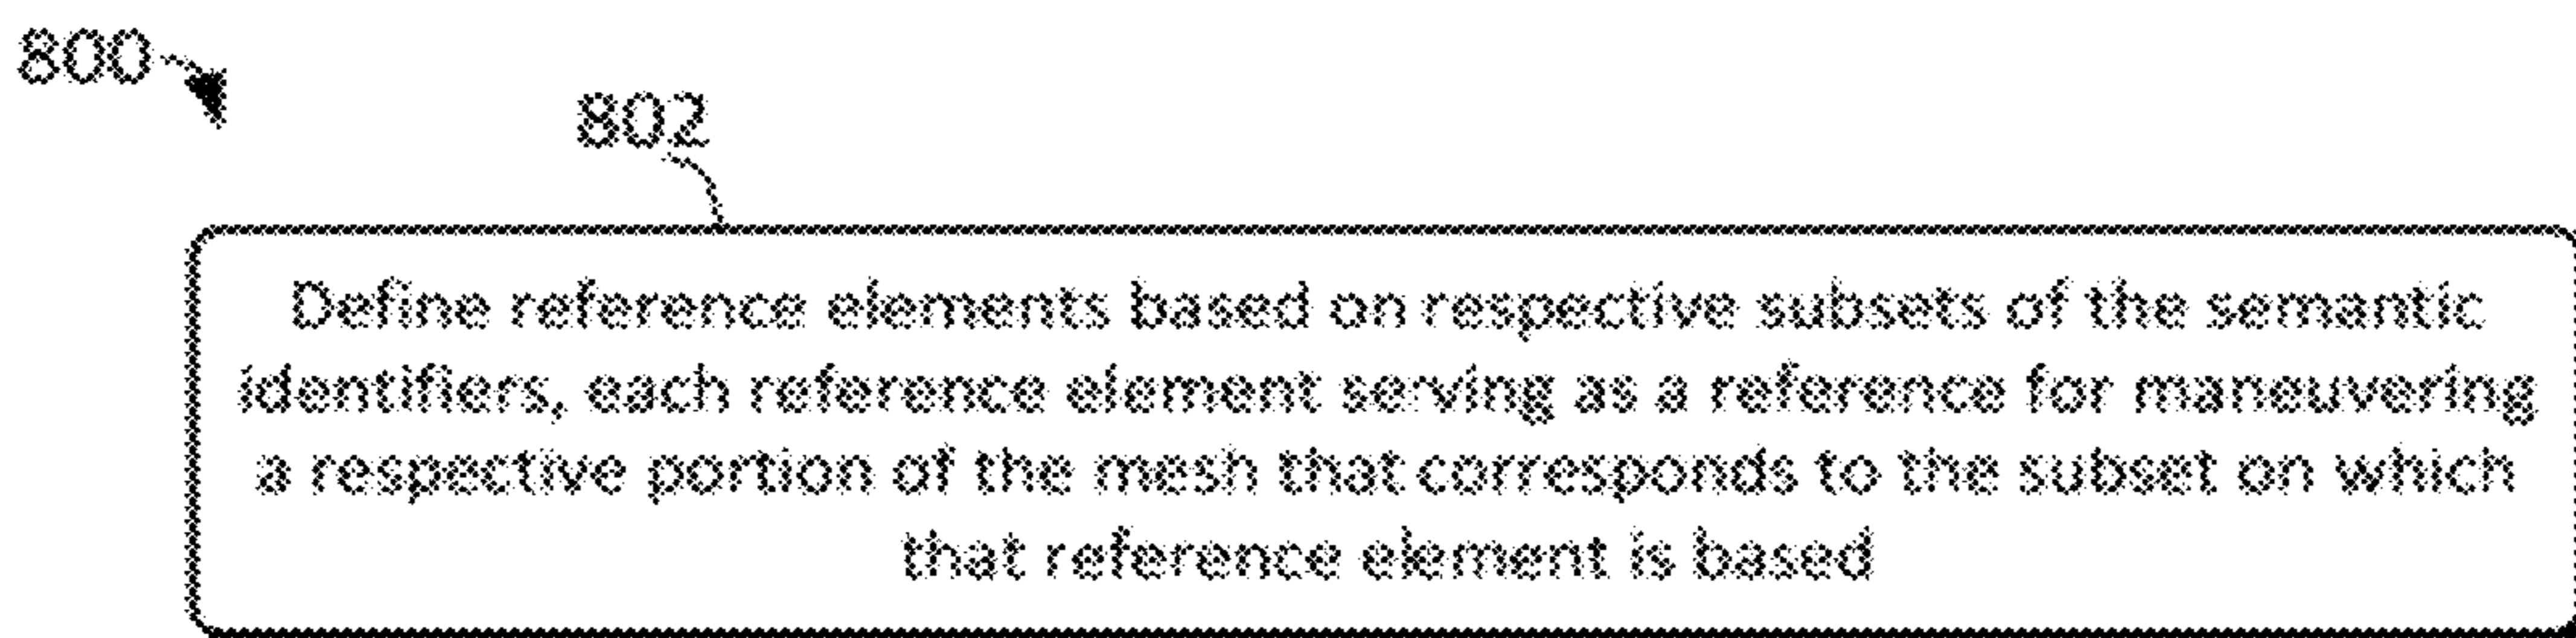 800
802
Define reference elements based on respective subsets of the semantic
identifiers, each reference element serving as a reference for maneuvering
a respective portion of the mesh that corresponds to the subset on which
that reference element is based